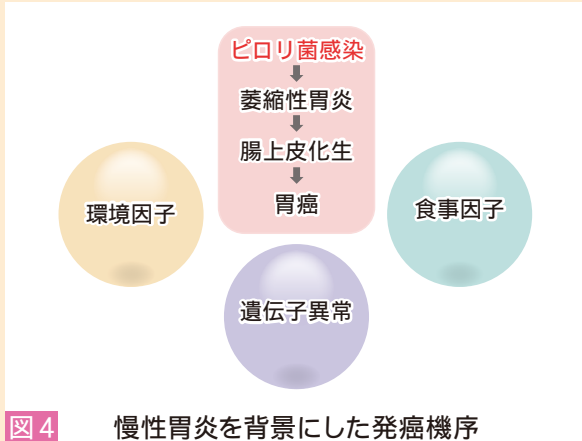 ピロリ菌感染
萎縮性胃炎
腸上皮化生
胃癌
環境因子
食事因子
遺伝子異常
図4 慢性胃炎を背景にした発癌機序